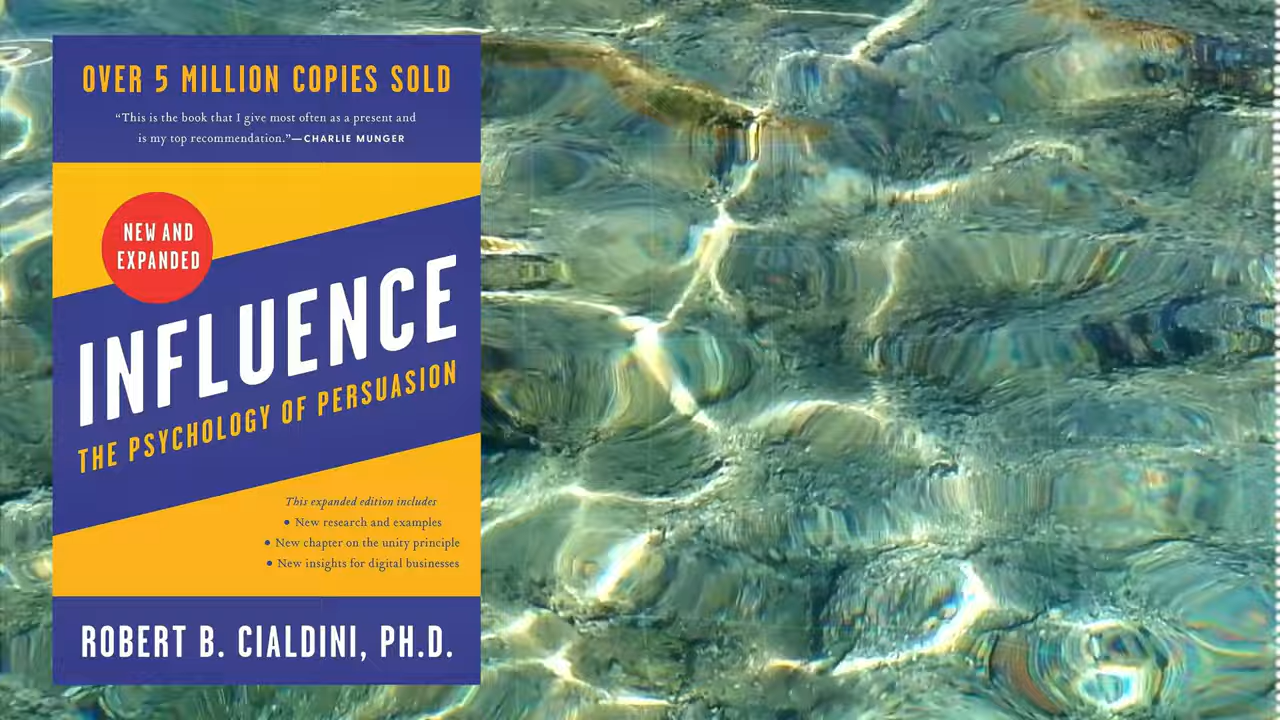 OVER 5 MILLION COPIES SOLD
“This is the book that I give most often as a present and
is my top recommendation.”—CHARLIE MUNGER
NEW AND
EXPANDED
INFLUENCE
THE PSYCHOLOGY OF PERSUASION
This expanded edition includes
• New research and examples
• New chapter on the unity principle
• New insights for digital businesses
ROBERT B. CIALDINI, PH.D.